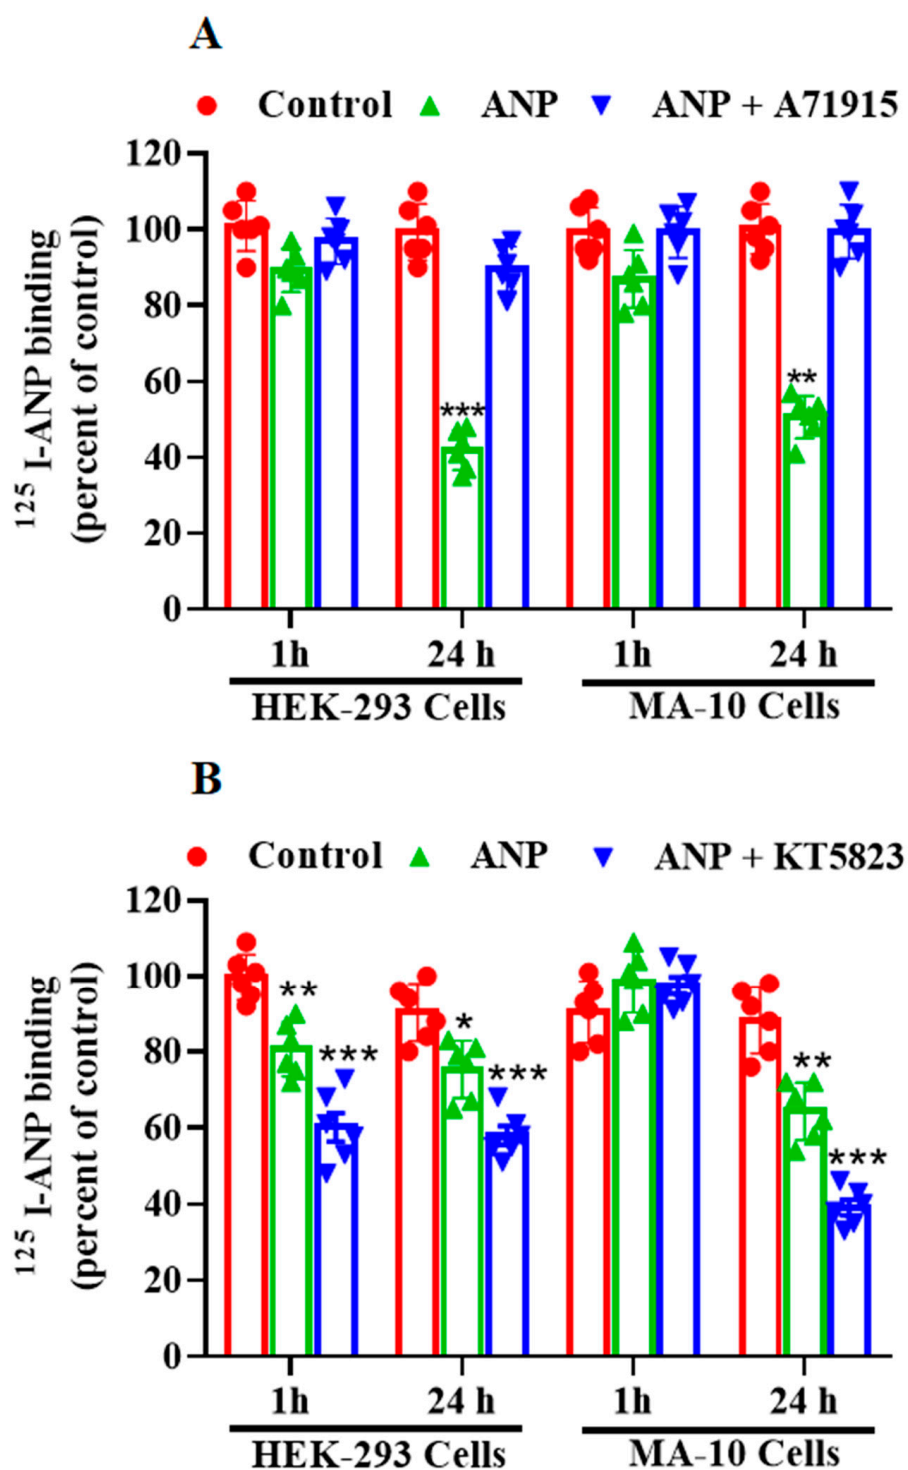 A
Control ANP ANP + A71915
120
100
80
60
40
20
0
¹²⁵ I-ANP binding
(percent of control)
***
**
1h 24 h 1h 24 h
HEK-293 Cells MA-10 Cells
B
Control ANP ANP + KT5823
120
100
80
60
40
20
0
¹²⁵ I-ANP binding
(percent of control)
**
***
*
***
**
***
1h 24 h 1h 24 h
HEK-293 Cells MA-10 Cells